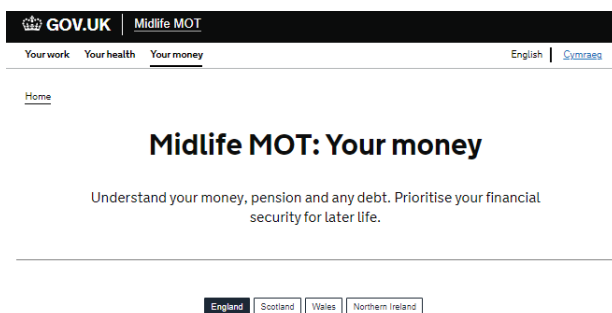 GOV.UK Midlife MOT
Your work Your health Your money English Cymraeg
Home
Midlife MOT: Your money
Understand your money, pension and any debt. Prioritise your financial
security for later life.
England Scotland Wales Northern Ireland